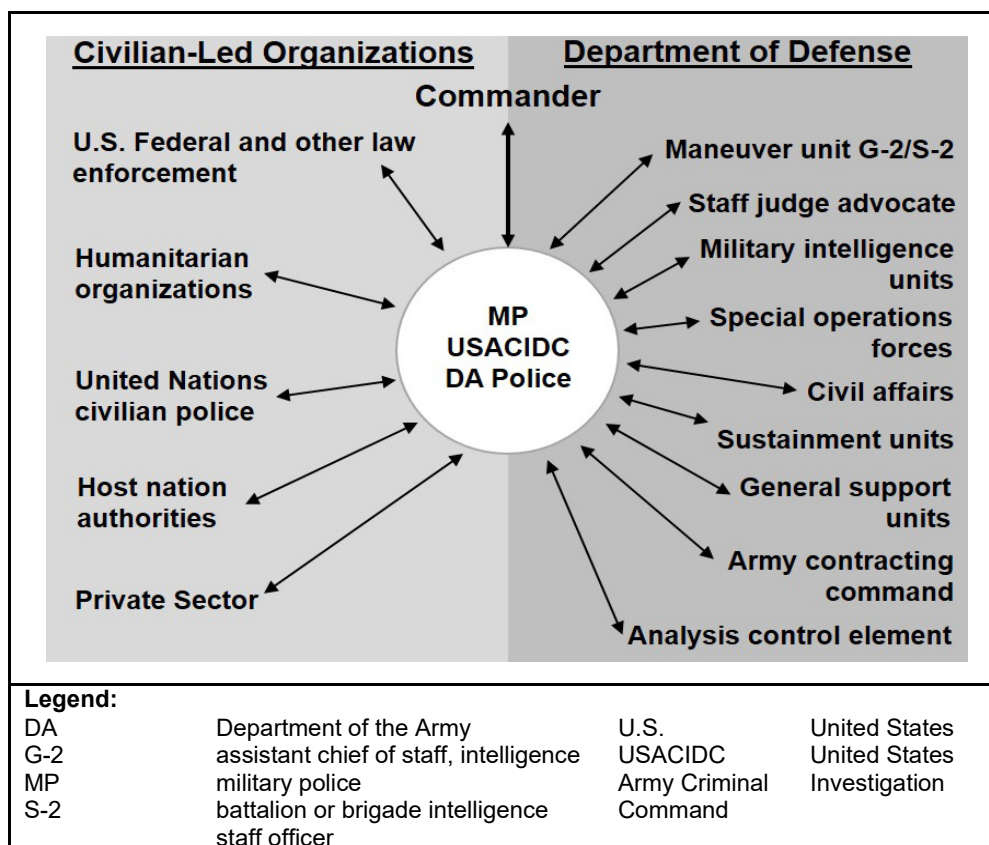 Civilian-Led Organizations
Department of Defense
Commander
U.S. Federal and other law
enforcement
Humanitarian
organizations
United Nations
civilian police
Host nation
authorities
Private Sector
MP
USACIDC
DA Police
Maneuver unit G-2/S-2
Staff judge advocate
Military intelligence
units
Special operations
forces
Civil affairs
Sustainment units
General support
units
Army contracting
command
Analysis control element
Legend:
DA Department of the Army U.S. United States
G-2 assistant chief of staff, intelligence USACIDC United States
MP military police Army Criminal Investigation
S-2 battalion or brigade intelligence Command
staff officer